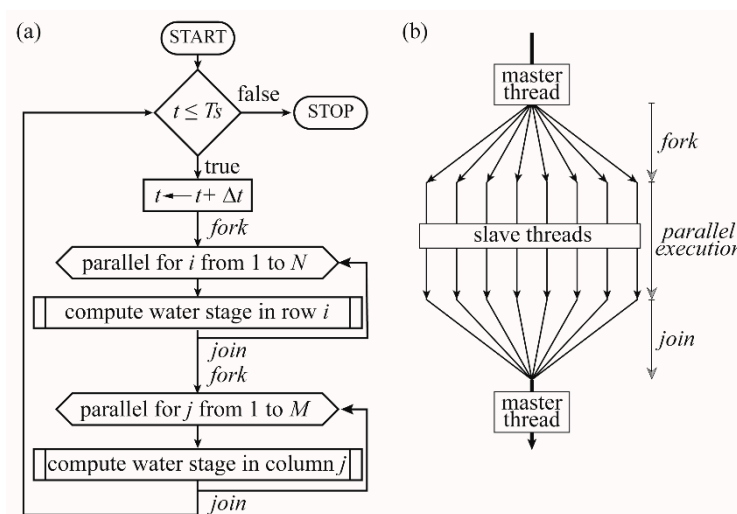 (a)
START
t ≤ Ts
false
STOP
true
t ← t + Δt
fork
parallel for i from 1 to N
compute water stage in row i
join
fork
parallel for j from 1 to M
compute water stage in column j
join
(b)
master
thread
fork
slave threads
parallel
execution
join
master
thread